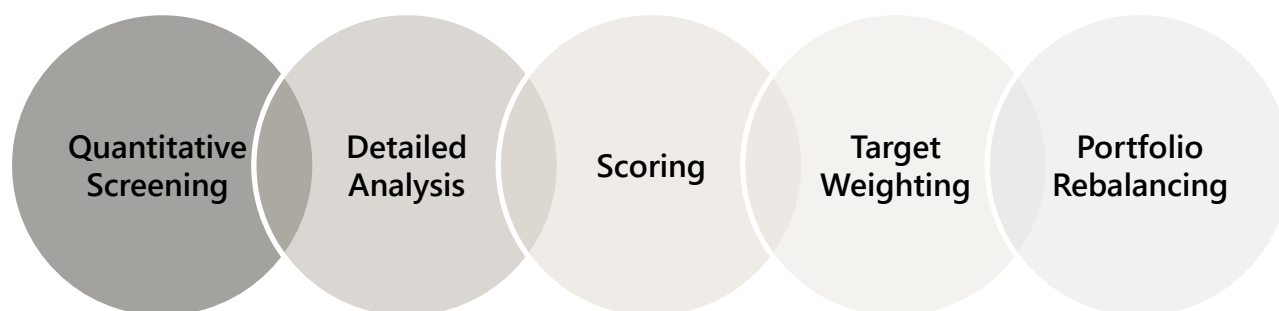 Quantitative
Screening
Detailed
Analysis
Scoring
Target
Weighting
Portfolio
Rebalancing